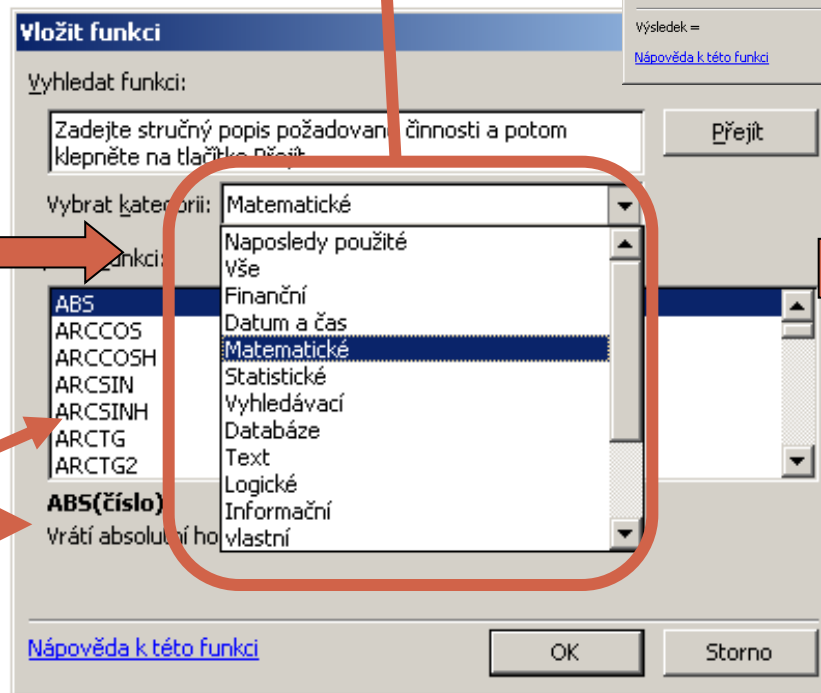 Výsledek =
Nápověda k této funkci
Vložit funkci
Vyhledat funkci:
Zadejte stručný popis požadované činnosti a potom
klepněte na tlačítko Přejít
Přejít
Vybrat kategorii: Matematické
Naposledy použité
Vše
Finanční
Datum a čas
Matematické
Statistické
Vyhledávací
Databáze
Text
Logické
Informační
vlastní
funkci:
ABS
ARCCOS
ARCCOSH
ARCSIN
ARCSINH
ARCTG
ARCTG2
ABS(číslo)
Vrátí absolutní ho
Nápověda k této funkci
OK
Storno